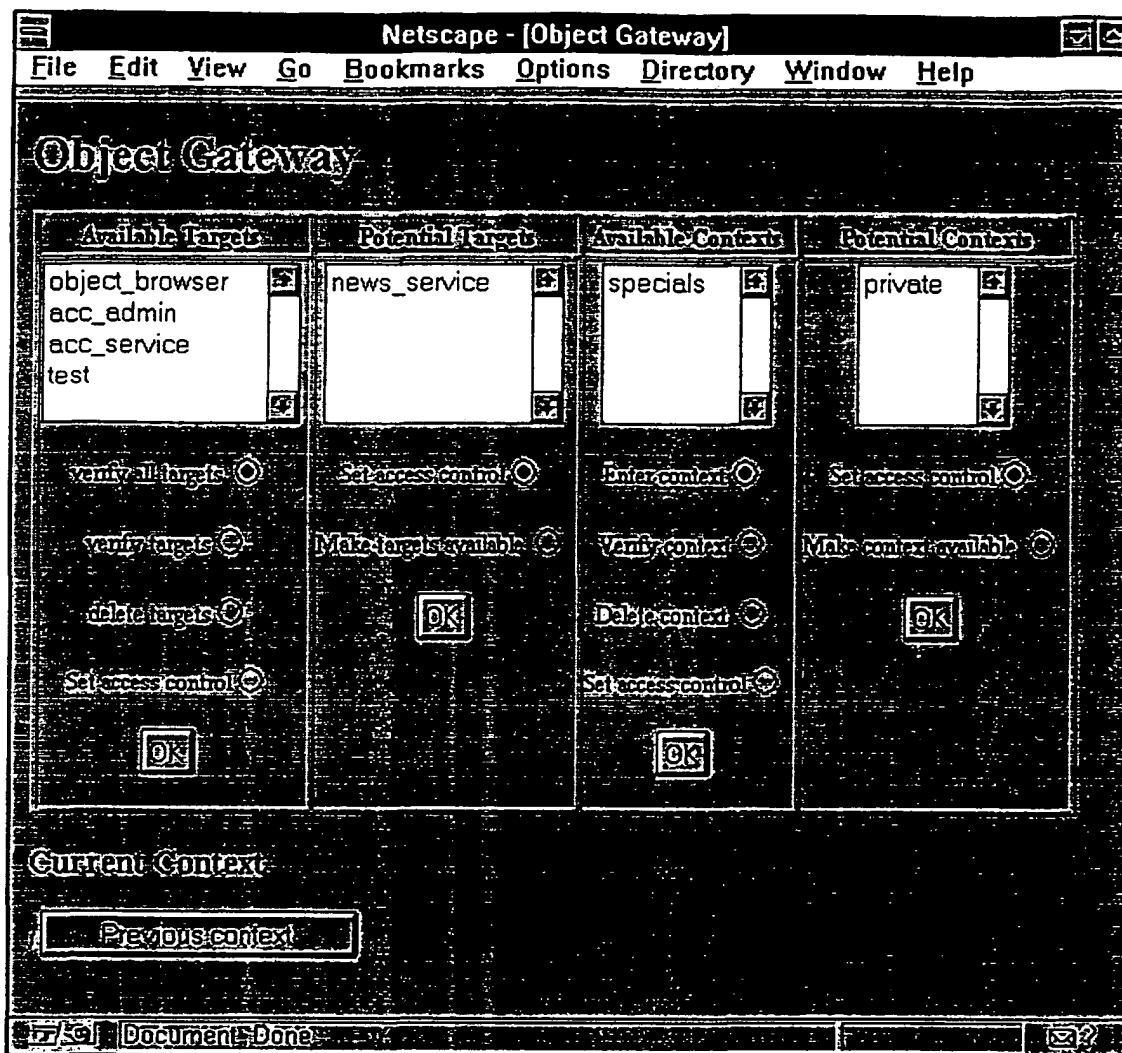 Netscape - [Object Gateway]
File Edit View Go Bookmarks Options Directory Window Help
Object Gateway
Available Targets Potential Targets Available Contexts Potential Contexts
object_browser news_service specials private
acc_admin
acc_service
test
verify all targets Set access control Enter context Set access control
verify targets Make targets available Verify context Make context available
delete targets OK Delete context OK
Set access control Set access control
OK OK
Current Context
/ Previous context
Document: Done
?